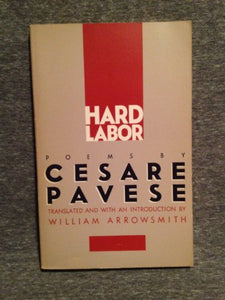 HARD
LABOR
POEMS BY
CESARE
PAVESE
TRANSLATED AND WITH AN INTRODUCTION BY
WILLIAM ARROWSMITH